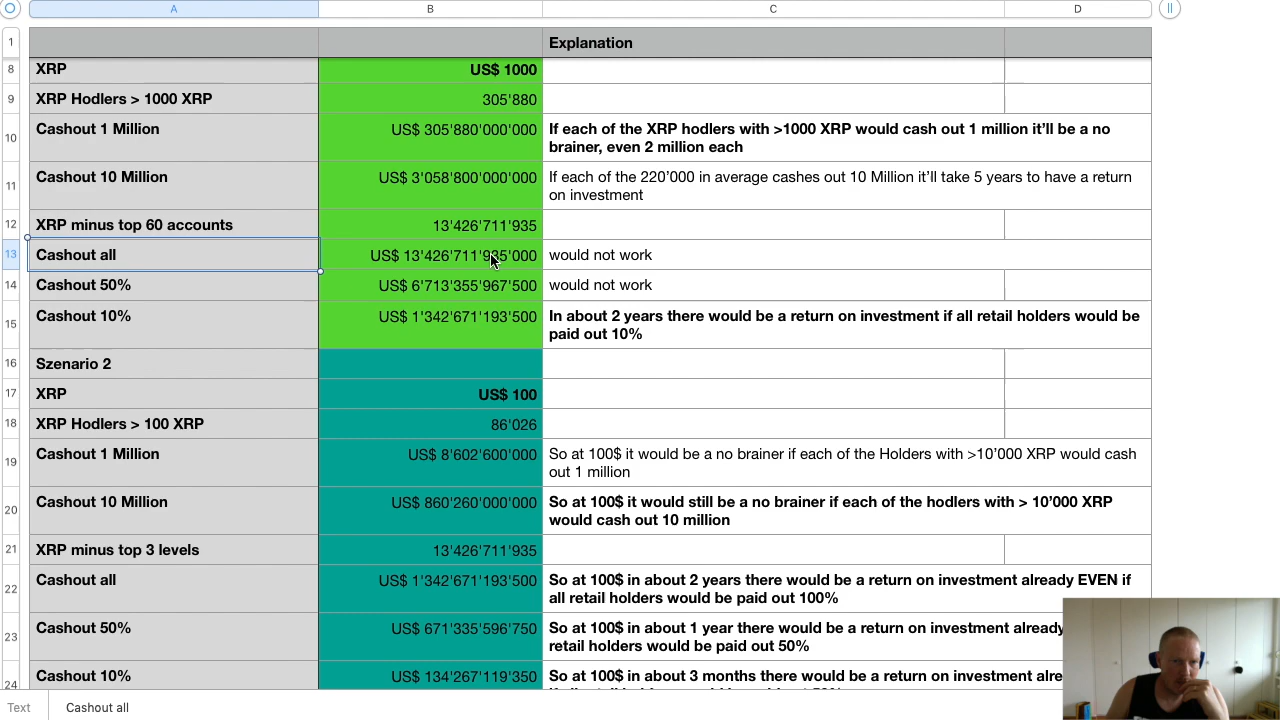 A B C D
1 Explanation
8 XRP US$ 1000
9 XRP Hodlers > 1000 XRP 305'880
10 Cashout 1 Million US$ 305'880'000'000 If each of the XRP hodlers with >1000 XRP would cash out 1 million it’ll be a no
brainer, even 2 million each
11 Cashout 10 Million US$ 3'058'800'000'000 If each of the 220’000 in average cashes out 10 Million it’ll take 5 years to have a return
on investment
12 XRP minus top 60 accounts 13'426'711'935
13 Cashout all US$ 13'426'711'935'000 would not work
14 Cashout 50% US$ 6'713'355'967'500 would not work
15 Cashout 10% US$ 1'342'671'193'500 In about 2 years there would be a return on investment if all retail holders would be
paid out 10%
16 Szenario 2
17 XRP US$ 100
18 XRP Hodlers > 100 XRP 86'026
19 Cashout 1 Million US$ 8'602'600'000 So at 100$ it would be a no brainer if each of the Holders with >10’000 XRP would cash
out 1 million
20 Cashout 10 Million US$ 860'260'000'000 So at 100$ it would still be a no brainer if each of the hodlers with > 10’000 XRP
would cash out 10 million
21 XRP minus top 3 levels 13'426'711'935
22 Cashout all US$ 1'342'671'193'500 So at 100$ in about 2 years there would be a return on investment already EVEN if
all retail holders would be paid out 100%
23 Cashout 50% US$ 671'335'596'750 So at 100$ in about 1 year there would be a return on investment already
retail holders would be paid out 50%
24 Cashout 10% US$ 134'267'119'350 So at 100$ in about 3 months there would be a return on investment alre
Text Cashout all